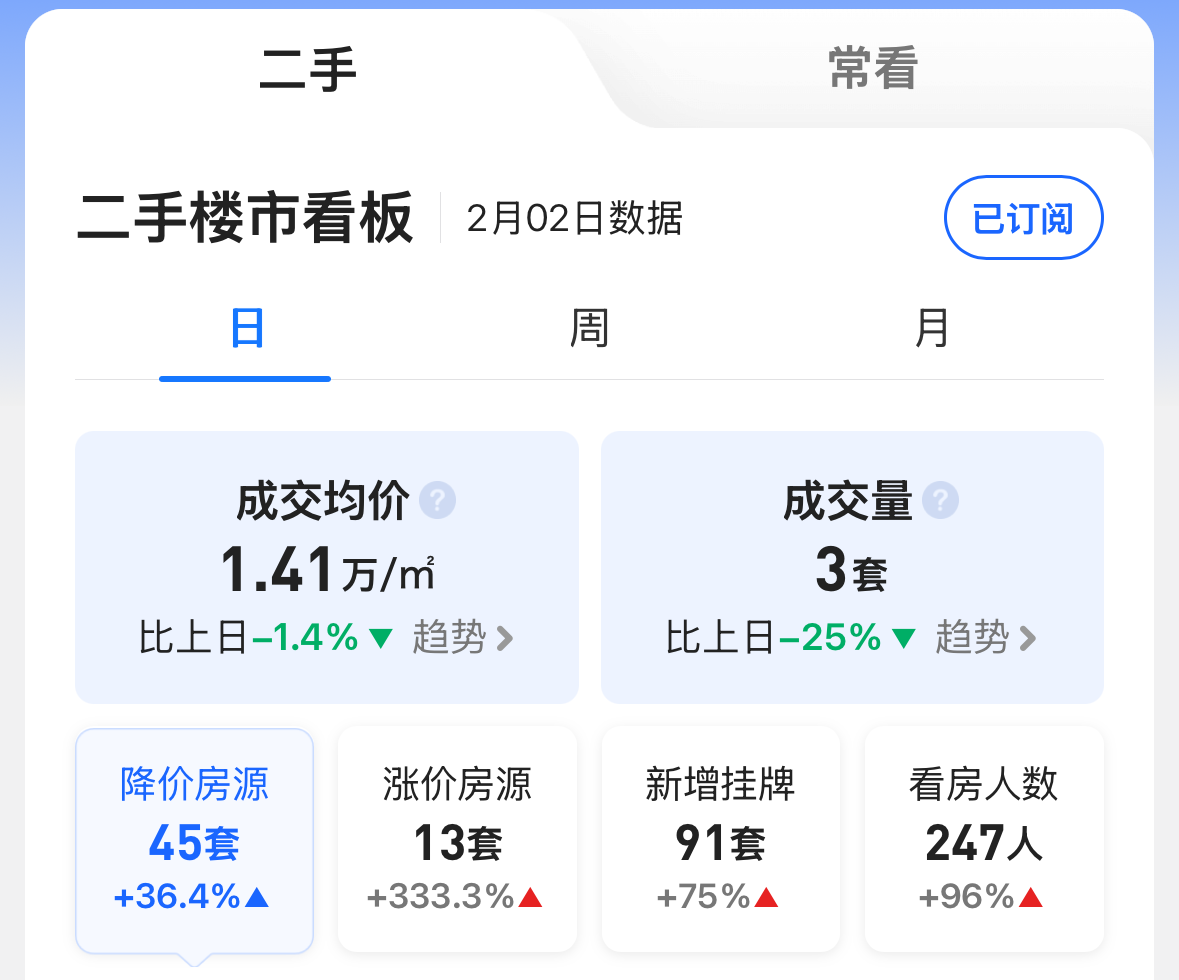 二手 常看
二手楼市看板 2月02日数据 已订阅
日 周 月
成交均价 ? 成交量 ?
1.41万/㎡ 3套
比上日-1.4%▼ 趋势 > 比上日-25%▼ 趋势 >
降价房源 涨价房源 新增挂牌 看房人数
45套 13套 91套 247人
+36.4%▲ +333.3%▲ +75%▲ +96%▲